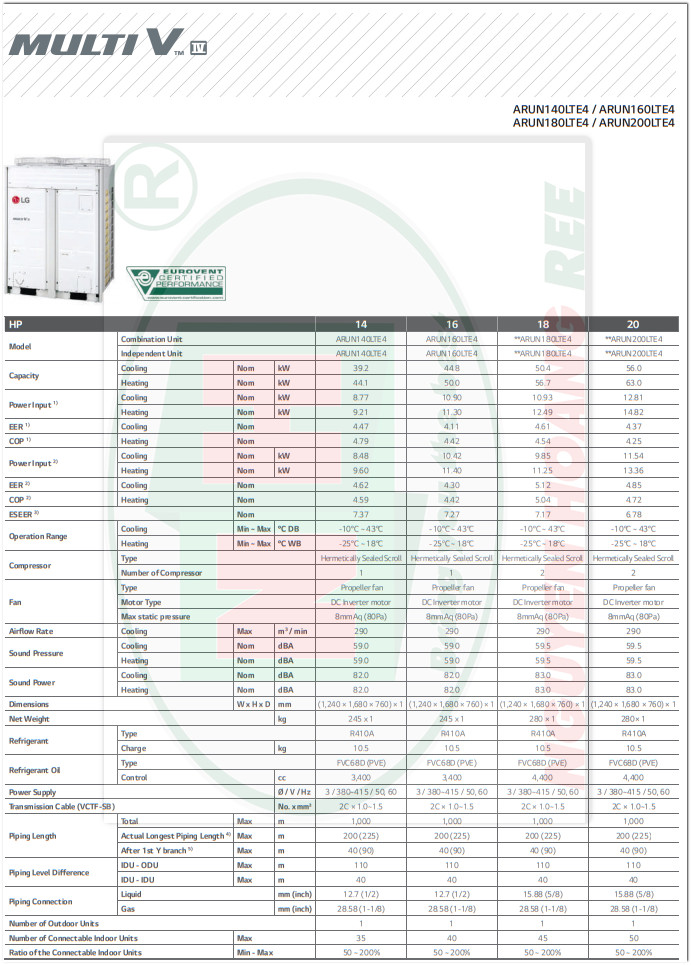 MULTI V™ IV
ARUN140LTE4 / ARUN160LTE4
ARUN180LTE4 / ARUN200LTE4
®
LG
MULTI V
NGUYENTHOANG REE
EUROVENT
CERTIFIED
PERFORMANCE
www.eurovent-certification.com
HP 14 16 18 20
Model Combination Unit ARUN140LTE4 ARUN160LTE4 **ARUN180LTE4 **ARUN200LTE4
Independent Unit ARUN140LTE4 ARUN160LTE4 **ARUN180LTE4 **ARUN200LTE4
Capacity Cooling Nom kW 39.2 44.8 50.4 56.0
Heating Nom kW 44.1 50.0 56.7 63.0
Power Input 1) Cooling Nom kW 8.77 10.90 10.93 12.81
Heating Nom kW 9.21 11.30 12.49 14.82
EER 1) Cooling Nom 4.47 4.11 4.61 4.37
COP 1) Heating Nom 4.79 4.42 4.54 4.25
Power Input 2) Cooling Nom kW 8.48 10.42 9.85 11.54
Heating Nom kW 9.60 11.40 11.25 13.36
EER 2) Cooling Nom 4.62 4.30 5.12 4.85
COP 2) Heating Nom 4.59 4.42 5.04 4.72
ESEER 3) Nom 7.37 7.27 7.17 6.78
Operation Range Cooling Min ~ Max °C DB -10°C ~ 43°C -10°C ~ 43°C -10°C ~ 43°C -10°C ~ 43°C
Heating Min ~ Max °C WB -25°C ~ 18°C -25°C ~ 18°C -25°C ~ 18°C -25°C ~ 18°C
Compressor Type Hermetically Sealed Scroll Hermetically Sealed Scroll Hermetically Sealed Scroll Hermetically Sealed Scroll
Number of Compressor 1 1 2 2
Fan Type Propeller fan Propeller fan Propeller fan Propeller fan
Motor Type DC Inverter motor DC Inverter motor DC Inverter motor DC Inverter motor
Max static pressure 8mmAq (80Pa) 8mmAq (80Pa) 8mmAq (80Pa) 8mmAq (80Pa)
Airflow Rate Cooling Max m³/ min 290 290 290 290
Sound Pressure Cooling Nom dBA 59.0 59.0 59.5 59.5
Heating Nom dBA 59.0 59.0 59.5 59.5
Sound Power Cooling Nom dBA 82.0 82.0 83.0 83.0
Heating Nom dBA 82.0 82.0 83.0 83.0
Dimensions W x H x D mm (1,240 × 1,680 × 760) × 1 (1,240 × 1,680 × 760) × 1 (1,240 × 1,680 × 760) × 1 (1,240 × 1,680 × 760) × 1
Net Weight kg 245 x 1 245 x 1 280 x 1 280 x 1
Refrigerant Type R410A R410A R410A R410A
Charge kg 10.5 10.5 10.5 10.5
Refrigerant Oil Type FVC68D (PVE) FVC68D (PVE) FVC68D (PVE) FVC68D (PVE)
Control cc 3,400 3,400 4,400 4,400
Power Supply Ø / V / Hz 3 / 380~415 / 50, 60 3 / 380~415 / 50, 60 3 / 380~415 / 50, 60 3 / 380~415 / 50, 60
Transmission Cable (VCTF-SB) No. x mm² 2C × 1.0~1.5 2C × 1.0~1.5 2C × 1.0~1.5 2C × 1.0~1.5
Piping Length Total Max m 1,000 1,000 1,000 1,000
Actual Longest Piping Length 4) Max m 200 (225) 200 (225) 200 (225) 200 (225)
After 1st Y branch 5) Max m 40 (90) 40 (90) 40 (90) 40 (90)
Piping Level Difference IDU - ODU Max m 110 110 110 110
IDU - IDU Max m 40 40 40 40
Piping Connection Liquid mm (inch) 12.7 (1/2) 12.7 (1/2) 15.88 (5/8) 15.88 (5/8)
Gas mm (inch) 28.58 (1-1/8) 28.58 (1-1/8) 28.58 (1-1/8) 28.58 (1-1/8)
Number of Outdoor Units 1 1 1 1
Number of Connectable Indoor Units Max 35 40 45 50
Ratio of the Connectable Indoor Units Min - Max 50 ~ 200% 50 ~ 200% 50 ~ 200% 50 ~ 200%